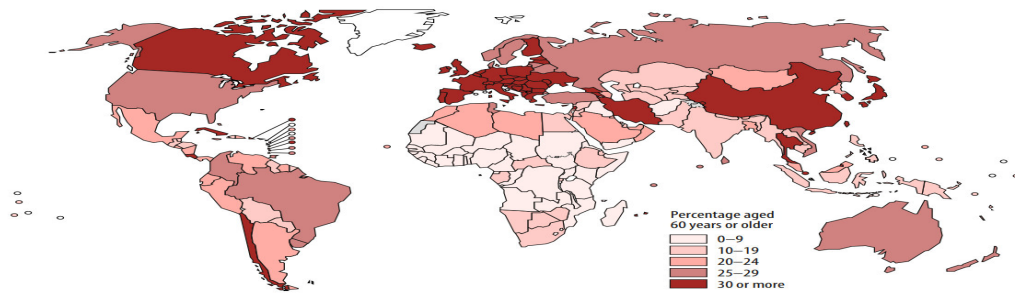 Percentage aged
60 years or older
0–9
10–19
20–24
25–29
30 or more